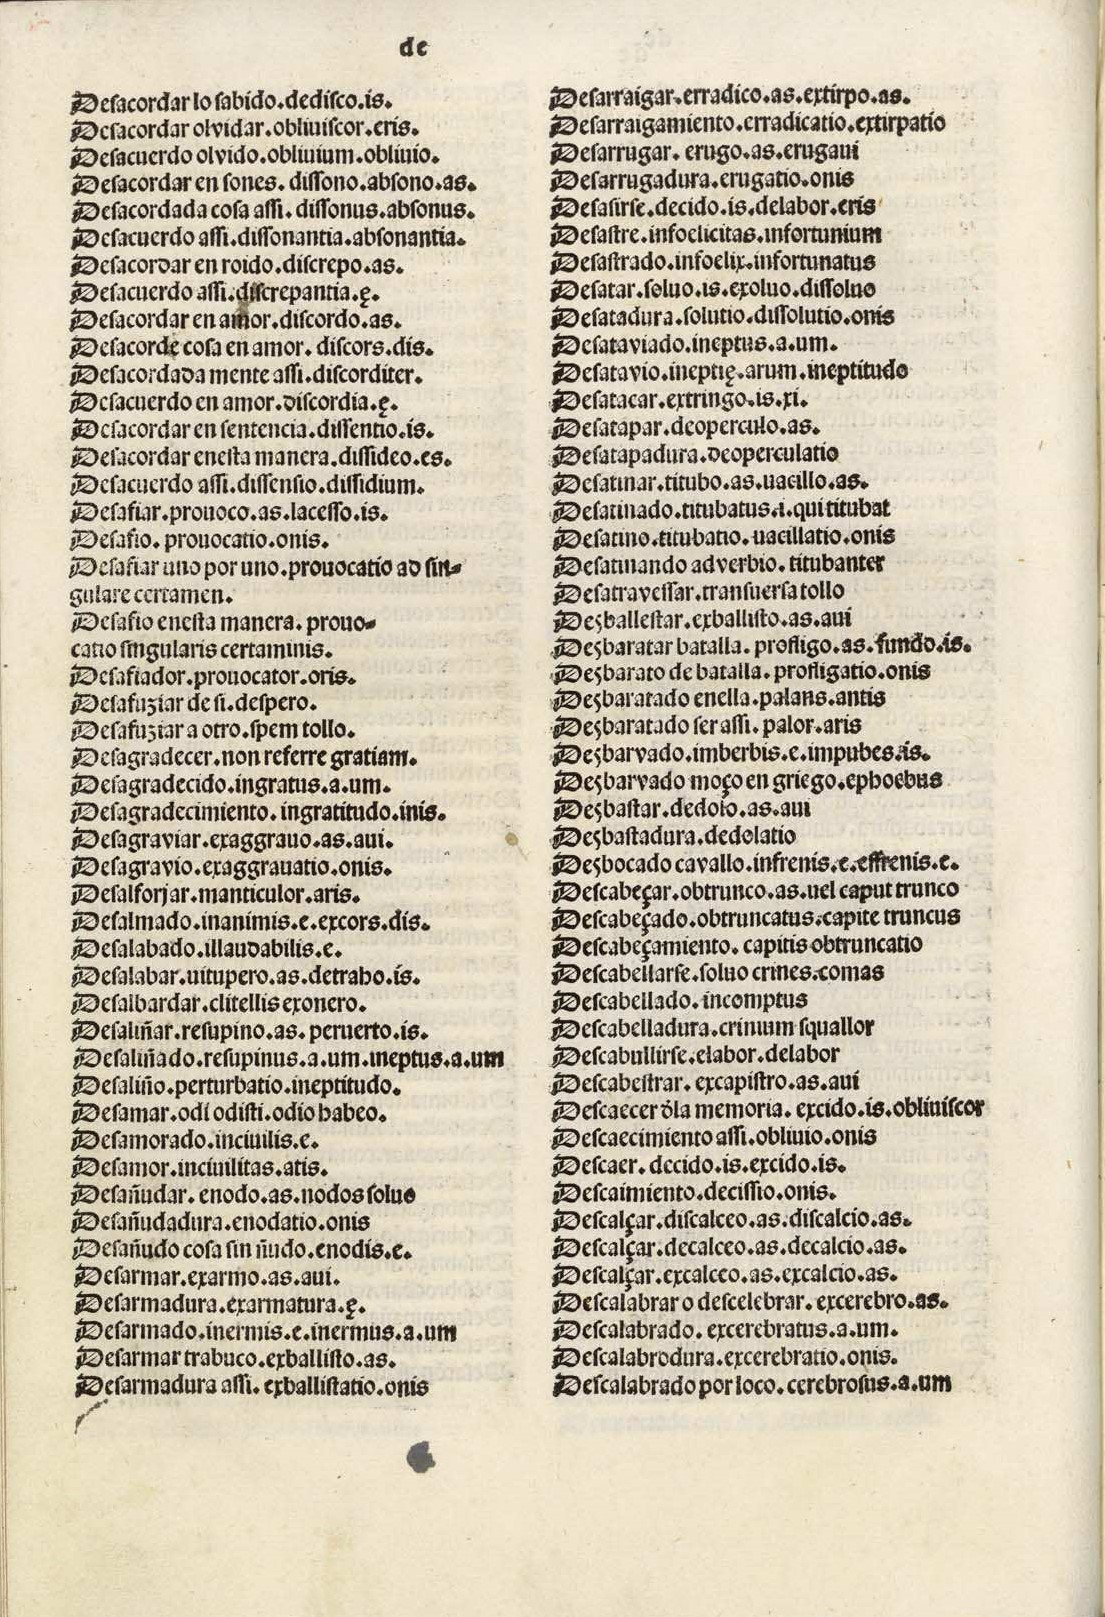 de
Desacordar lo sabido.dedisco.is.
Desacordar olvidar.obliuiscor.eris.
Desacuerdo olvido.obliuium.obliuio.
Desacordar en sones.dissono.absono.as.
Desacordada cosa assi.dissonus.absonus.
Desacuerdo assi.dissonantia.absonantia.
Desacordar en roido.discrepo.as.
Desacuerdo assi.discrepantia.ę.
Desacordar en amor.discordo.as.
Desacorde cosa en amor.discors.dis.
Desacordada mente assi.discorditer.
Desacuerdo en amor.discordia.ę.
Desacordar en sentencia.dissentio.is.
Desacordar enesta manera.dissideo.es.
Desacuerdo assi.dissensio.dissidium.
Desafiar.prouoco.as.lacesso.is.
Desafio.prouocatio.onis.
Desafiar uno por uno.prouocatio ad sin-
gulare certamen.
Desafio enesta manera.prouo-
catio singularis certaminis.
Desafiador.prouocator.oris.
Desafuziar de si.despero.
Desafuziar a otro.spem tollo.
Desagradecer.non referre gratiam.
Desagradecido.ingratus.a.um.
Desagradecimiento.ingratitudo.inis.
Desagraviar.exaggrauo.as.aui.
Desagravio.exaggrauatio.onis.
Desalforjar.manticulor.aris.
Desalmado.inanimis.e.excors.dis.
Desalabado.illaudabilis.e.
Desalabar.uitupero.as.detraho.is.
Desalbardar.clitellis exonero.
Desaliñar.resupino.as.peruerto.is.
Desaliñado.resupinus.a.um.ineptus.a.um
Desaliño.perturbatio.ineptitudo.
Desamar.odi odisti.odio habeo.
Desamorado.inciuilis.e.
Desamor.inciuilitas.atis.
Desañudar.enodo.as.nodos soluo
Desañudadura.enodatio.onis
Desañudo cosa sin ñudo.enodis.e.
Desarmar.exarmo.as.aui.
Desarmadura.exarmatura.ę.
Desarmado.inermis.e.inermus.a.um
Desarmar trabuco.exballisto.as.
Desarmadura assi.exballistatio.onis
Desarraigar.erradico.as.extirpo.as.
Desarraigamiento.erradicatio.extirpatio
Desarrugar.erugo.as.erugaui
Desarrugadura.erugatio.onis
Desasirse.decido.is.delabor.eris
Desastre.infoelicitas.infortunium
Desastrado.infoelix.infortunatus
Desatar.soluo.is.exoluo.dissoluo
Desatadura.solutio.dissolutio.onis
Desataviado.ineptus.a.um.
Desatavio.ineptię.arum.ineptitudo
Desatacar.extringo.is.xi.
Desatapar.deoperculo.as.
Desatapadura.deoperculatio
Desatinar.titubo.as.uacillo.as.
Desatinado.titubatus.i.qui titubat
Desatino.titubatio.uacillatio.onis
Desatinando adverbio.titubanter
Desatravessar.transuersa tollo
Desballestar.exballisto.as.aui
Desbaratar batalla.profligo.as.fundo.is.
Desbarato de batalla.profligatio.onis
Desbaratado enella.palans.antis
Desbaratado ser assi.palor.aris
Desbarvado.imberbis.e.impubes.is.
Desbarvado moço en griego.ephoebus
Desbastar.dedolo.as.aui
Desbastadura.dedolatio
Desbocado cavallo.infrenis.e.effrenis.e.
Descabeçar.obtrunco.as.uel caput trunco
Descabeçado.obtruncatus.capite truncus
Descabeçamiento.capitis obtruncatio
Descabellarse.soluo crines.comas
Descabellado.incomptus
Descabelladura.crinium squallor
Descabullirse.elabor.delabor
Descabestrar.excapistro.as.aui
Descaecer d̃la memoria.excido.is.obliuiscor
Descaecimiento assi.obliuio.onis
Descaer.decido.is.excido.is.
Descaimiento.decissio.onis.
Descalçar.discalceo.as.discalcio.as.
Descalçar.decalceo.as.decalcio.as.
Descalçar.excalceo.as.excalcio.as.
Descalabrar o descelebrar.excerebro.as.
Descalabrado.excerebratus.a.um.
Descalabrodura.excerebratio.onis.
Descalabrado por loco.cerebrosus.a.um